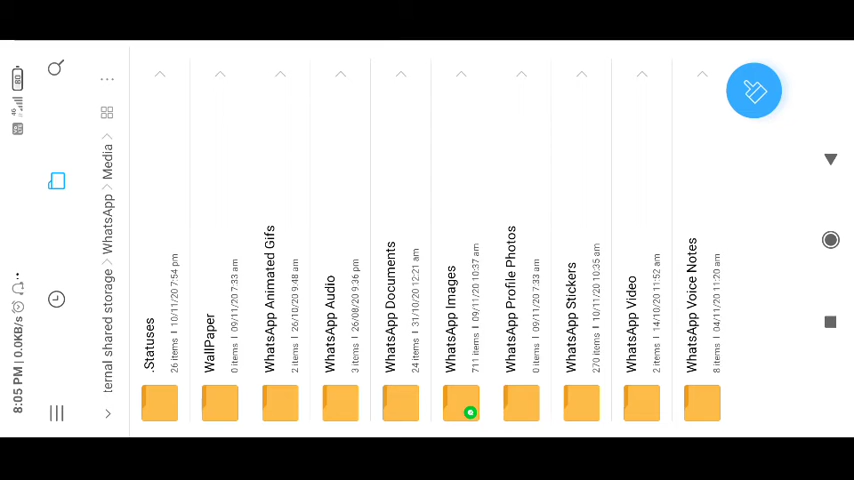 8:05 PM | 0.0KB/s
4G
80
ternal shared storage > WhatsApp > Media >
.Statuses
26 items | 10/11/20 7:54 pm
WallPaper
0 items | 09/11/20 7:33 am
WhatsApp Animated Gifs
2 items | 26/10/20 9:48 am
WhatsApp Audio
3 items | 26/08/20 9:36 pm
WhatsApp Documents
24 items | 31/10/20 12:21 am
WhatsApp Images
711 items | 09/11/20 10:37 am
WhatsApp Profile Photos
0 items | 09/11/20 7:33 am
WhatsApp Stickers
270 items | 10/11/20 10:35 am
WhatsApp Video
2 items | 14/10/20 11:52 am
WhatsApp Voice Notes
8 items | 04/11/20 11:20 am